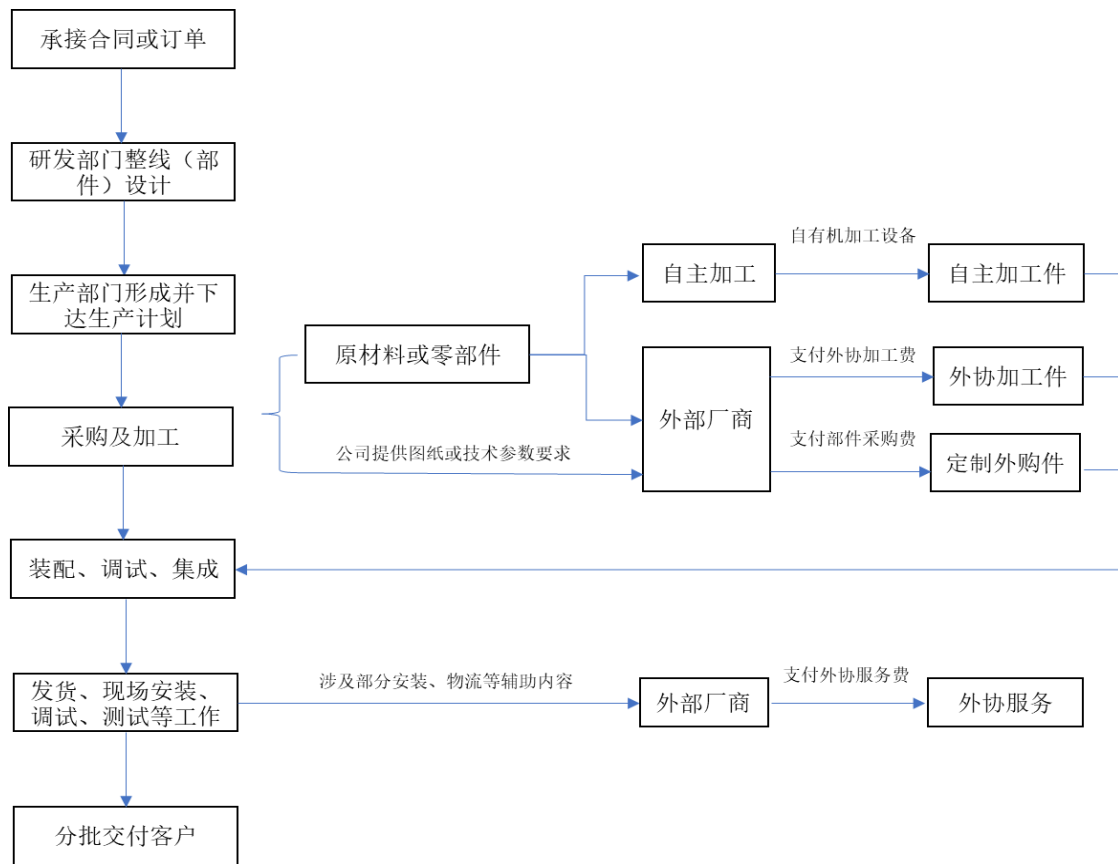 承接合同或订单
研发部门整线（部
件）设计
生产部门形成并下
达生产计划
采购及加工
装配、调试、集成
发货、现场安装、
调试、测试等工作
分批交付客户
原材料或零部件
公司提供图纸或技术参数要求
自主加工
自有机加工设备
自主加工件
外部厂商
支付外协加工费
外协加工件
支付部件采购费
定制外购件
涉及部分安装、物流等辅助内容
外部厂商
支付外协服务费
外协服务